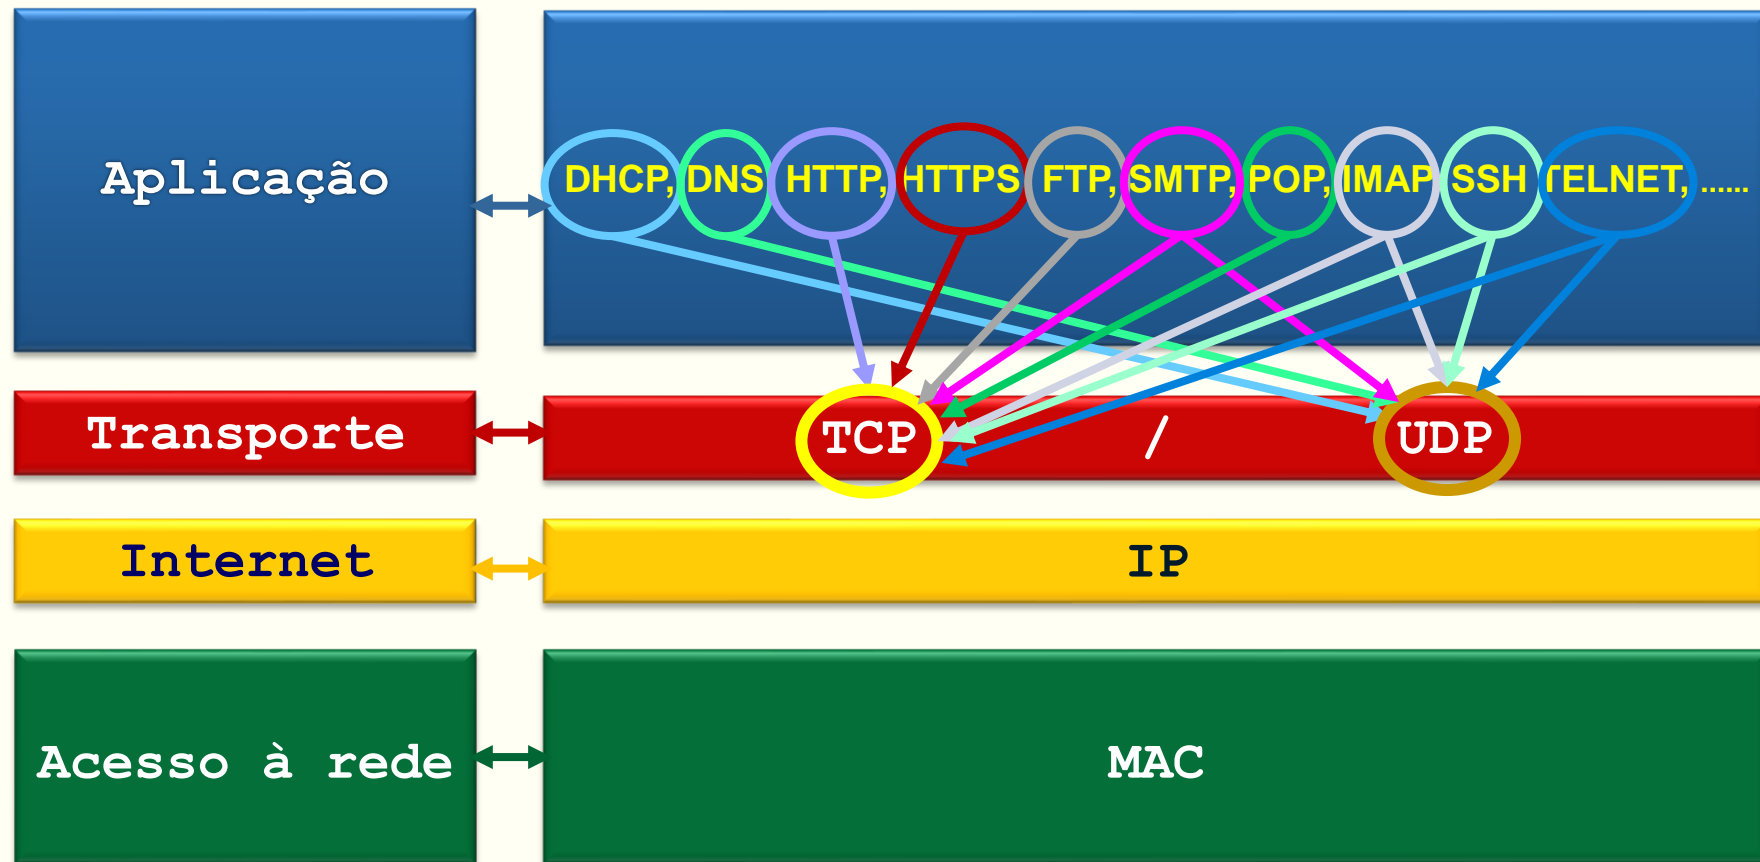 Aplicação
DHCP, DNS HTTP, HTTPS FTP, SMTP, POP, IMAP SSH TELNET, ......
Transporte
TCP / UDP
Internet
IP
Acesso à rede
MAC